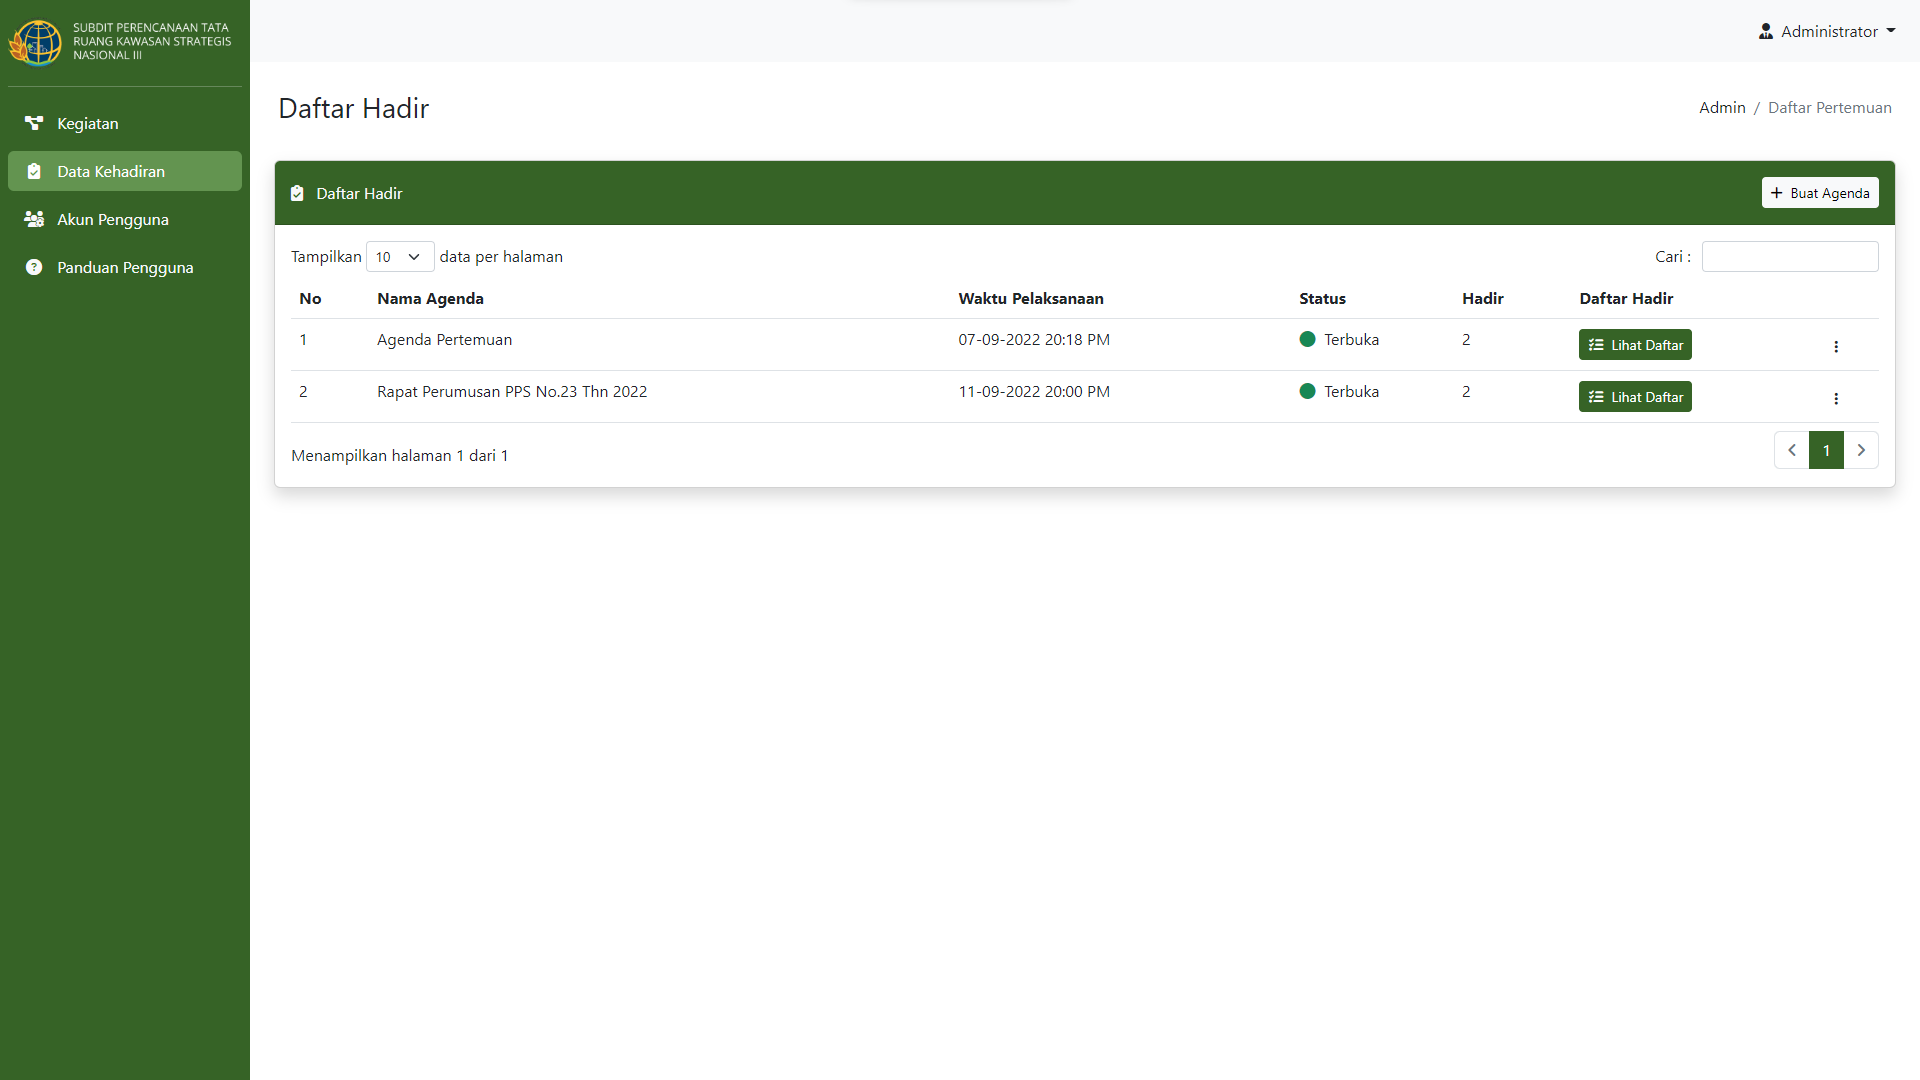 SUBDIT PERENCANAAN TATA
RUANG KAWASAN STRATEGIS
NASIONAL III
Administrator
Kegiatan
Data Kehadiran
Akun Pengguna
Panduan Pengguna
Daftar Hadir
Admin / Daftar Pertemuan
Daftar Hadir
+ Buat Agenda
Tampilkan 10 data per halaman
Cari :
No Nama Agenda Waktu Pelaksanaan Status Hadir Daftar Hadir
1 Agenda Pertemuan 07-09-2022 20:18 PM Terbuka 2 Lihat Daftar
2 Rapat Perumusan PPS No.23 Thn 2022 11-09-2022 20:00 PM Terbuka 2 Lihat Daftar
Menampilkan halaman 1 dari 1
1